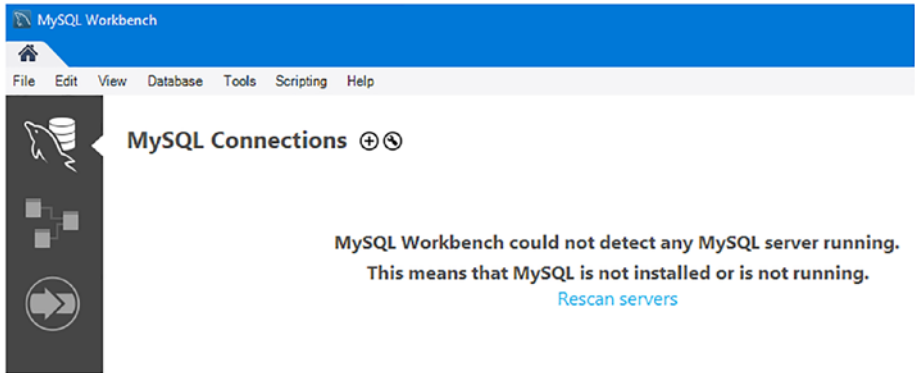 MySQL Workbench
File Edit View Database Tools Scripting Help
MySQL Connections
MySQL Workbench could not detect any MySQL server running.
This means that MySQL is not installed or is not running.
Rescan servers